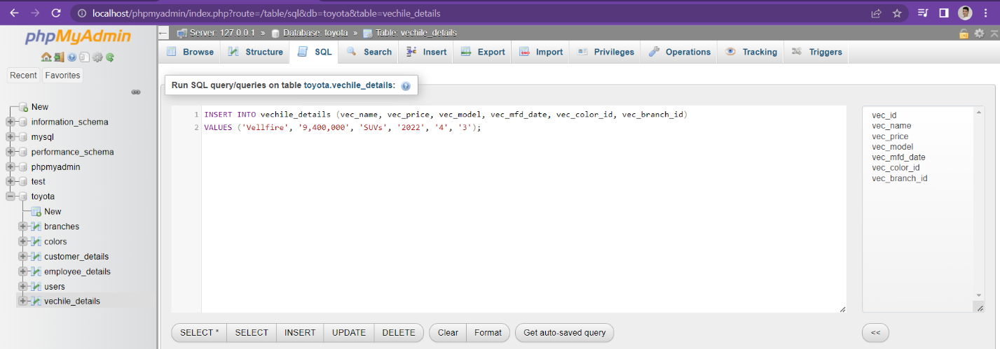 localhost/phpmyadmin/index.php?route=/table/sql&db=toyota&table=vechile_details
phpMyAdmin
Recent Favorites
New
information_schema
mysql
performance_schema
phpmyadmin
test
toyota
New
branches
colors
customer_details
employee_details
users
vechile_details
Server: 127.0.0.1 » Database: toyota » Table: vechile_details
Browse Structure SQL Search Insert Export Import Privileges Operations Tracking Triggers
Run SQL query/queries on table toyota.vechile_details:
1 INSERT INTO vechile_details (vec_name, vec_price, vec_model, vec_mfd_date, vec_color_id, vec_branch_id)
2 VALUES ('Vellfire', '9,400,000', 'SUVs', '2022', '4', '3');
vec_id
vec_name
vec_price
vec_model
vec_mfd_date
vec_color_id
vec_branch_id
SELECT * SELECT INSERT UPDATE DELETE Clear Format Get auto-saved query <<